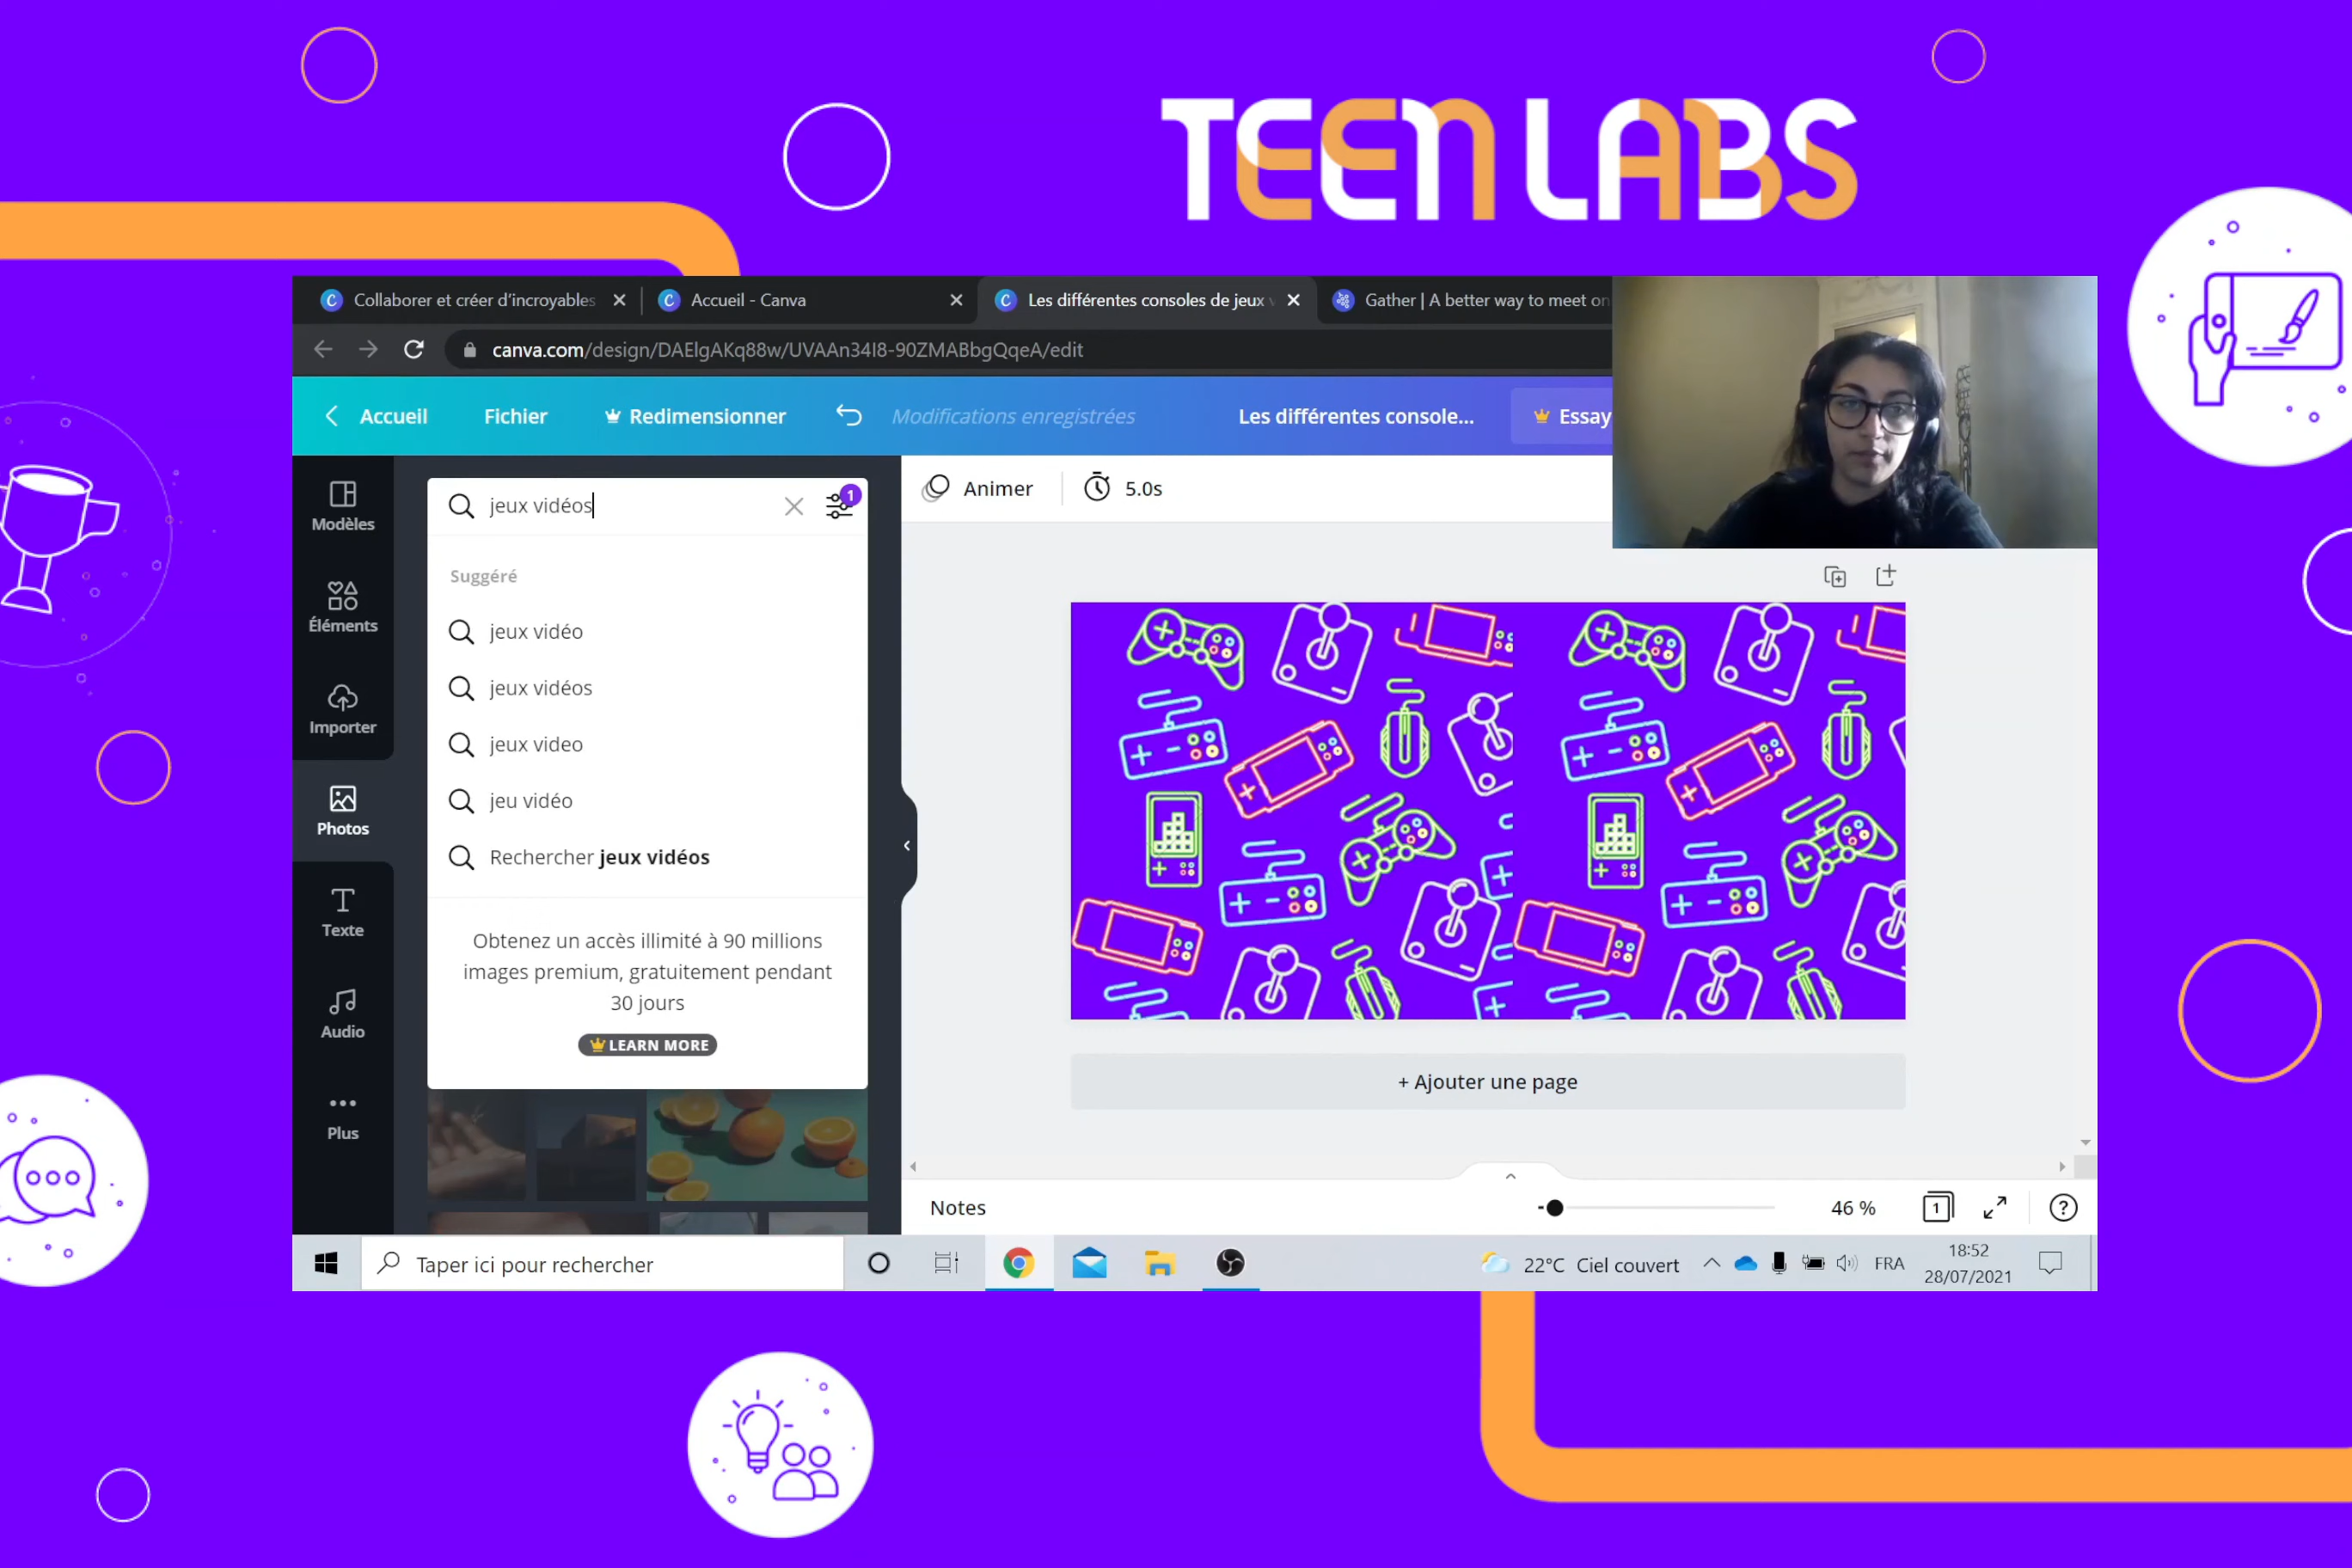 TEEN LABS
Collaborer et créer d'incroyables
Accueil - Canva
Les différentes consoles de jeux v
Gather | A better way to meet on
canva.com/design/DAElgAKq88w/UVAAn34I8-90ZMABbgQqeA/edit
Accueil
Fichier
Redimensionner
Modifications enregistrées
Les différentes console...
Essay
jeux vidéos
1
Animer
5.0s
Modèles
Éléments
Importer
Photos
Texte
Audio
Plus
Suggéré
jeux vidéo
jeux vidéos
jeux video
jeu vidéo
Rechercher jeux vidéos
Obtenez un accès illimité à 90 millions
images premium, gratuitement pendant
30 jours
LEARN MORE
+ Ajouter une page
Notes
46 %
1
?
Taper ici pour rechercher
22°C Ciel couvert
FRA
18:52
28/07/2021